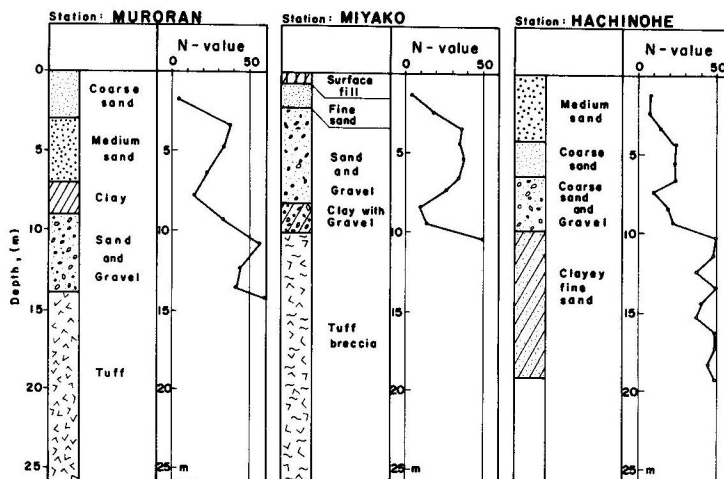 Station: MURORAN
N-value
0 50
0
Coarse
sand
Medium
sand
5
5
Clay
10
10
Sand
and
Gravel
15
15
Tuff
20
20
25
25 m
Depth, (m)
Station: MIYAKO
N-value
0 50
Surface
fill
Fine
sand
5
Sand
and
Gravel
Clay with
Gravel
10
Tuff
breccia
15
20
25 m
Station: HACHINOHE
N-value
0 50
Medium
sand
5
Coarse
sand
Coarse
sand and
Gravel
10
Clayey
fine
sand
15
20
25 m